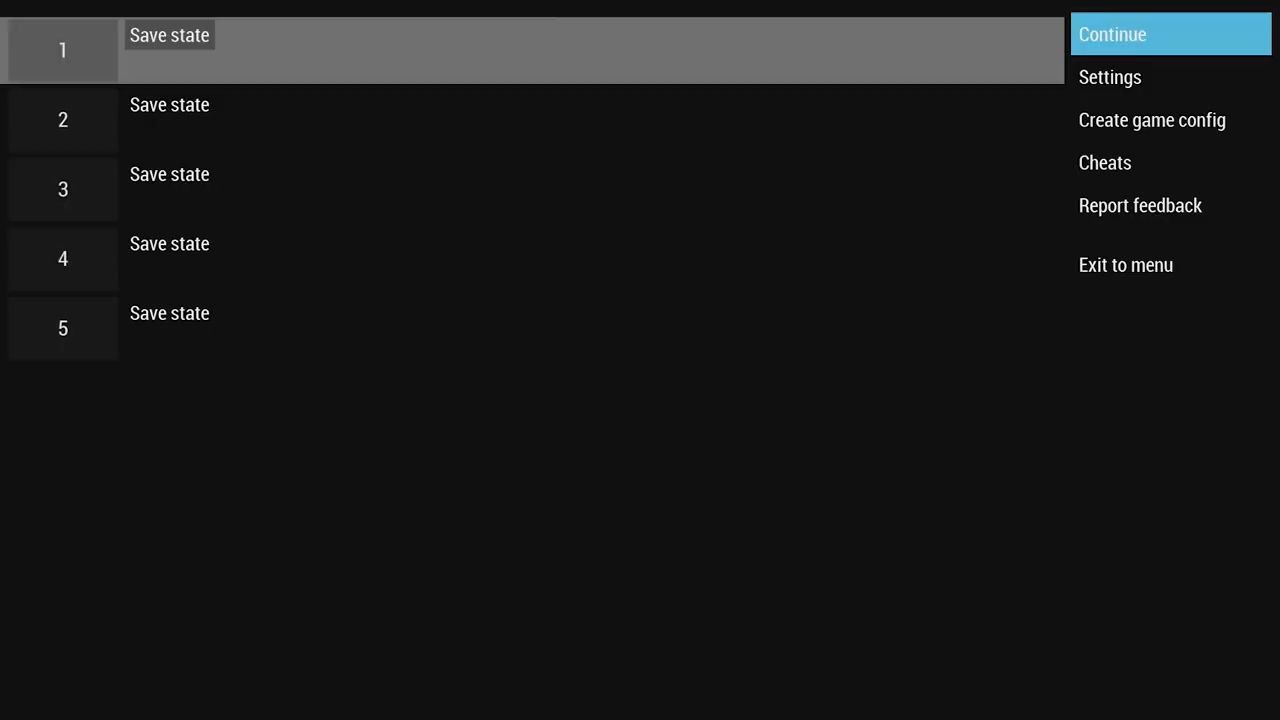 1
Save state
2
Save state
3
Save state
4
Save state
5
Save state
Continue
Settings
Create game config
Cheats
Report feedback
Exit to menu